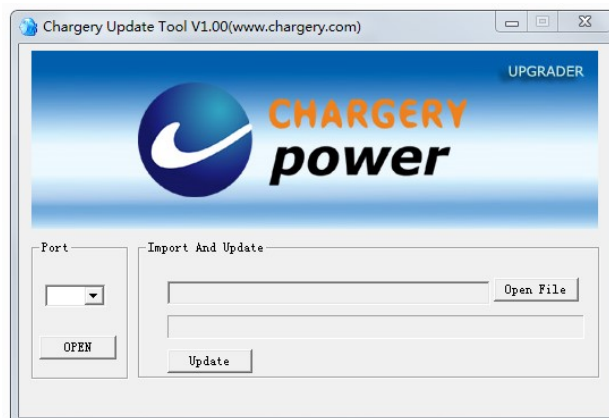 Chargery Update Tool V1.00(www.chargery.com)
UPGRADER
CHARGERY
power
Port
Import And Update
Open File
OPEN
Update